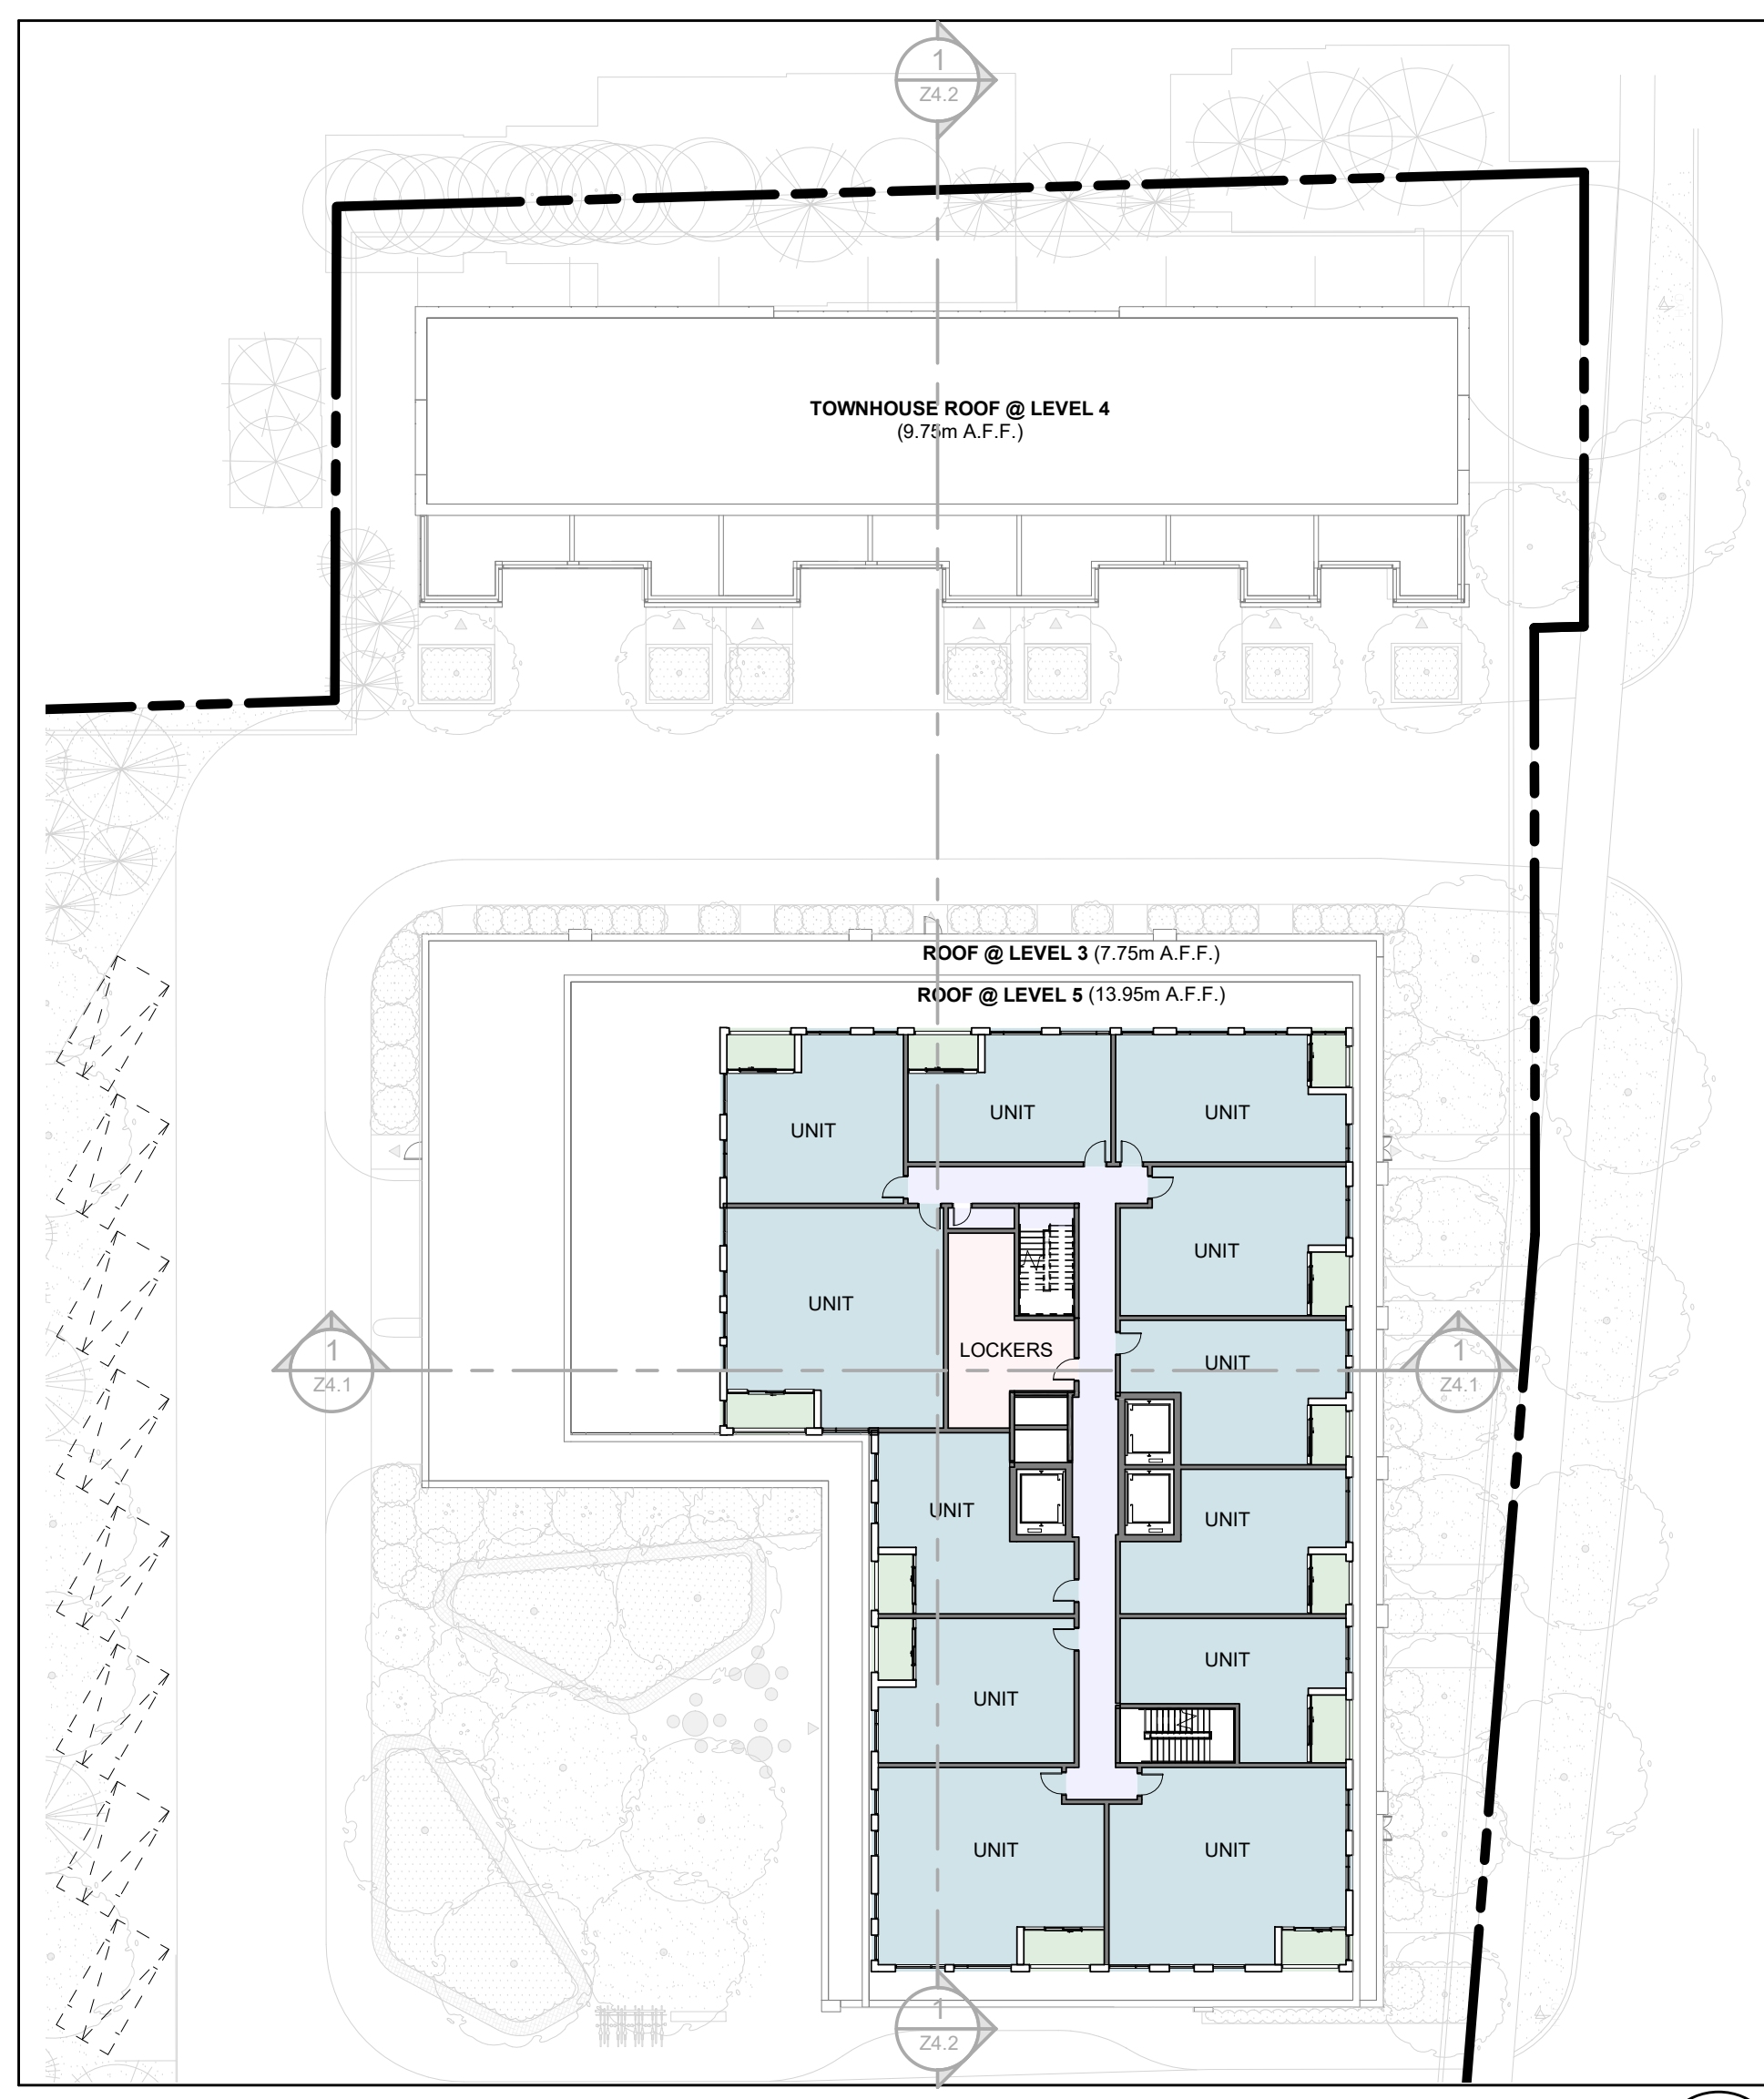 1
Z4.2
TOWNHOUSE ROOF @ LEVEL 4
(9.75m A.F.F.)
ROOF @ LEVEL 3 (7.75m A.F.F.)
ROOF @ LEVEL 5 (13.95m A.F.F.)
UNIT
UNIT
UNIT
UNIT
UNIT
LOCKERS
UNIT
1
Z4.1
1
Z4.1
UNIT
UNIT
UNIT
UNIT
UNIT
UNIT
1
Z4.2